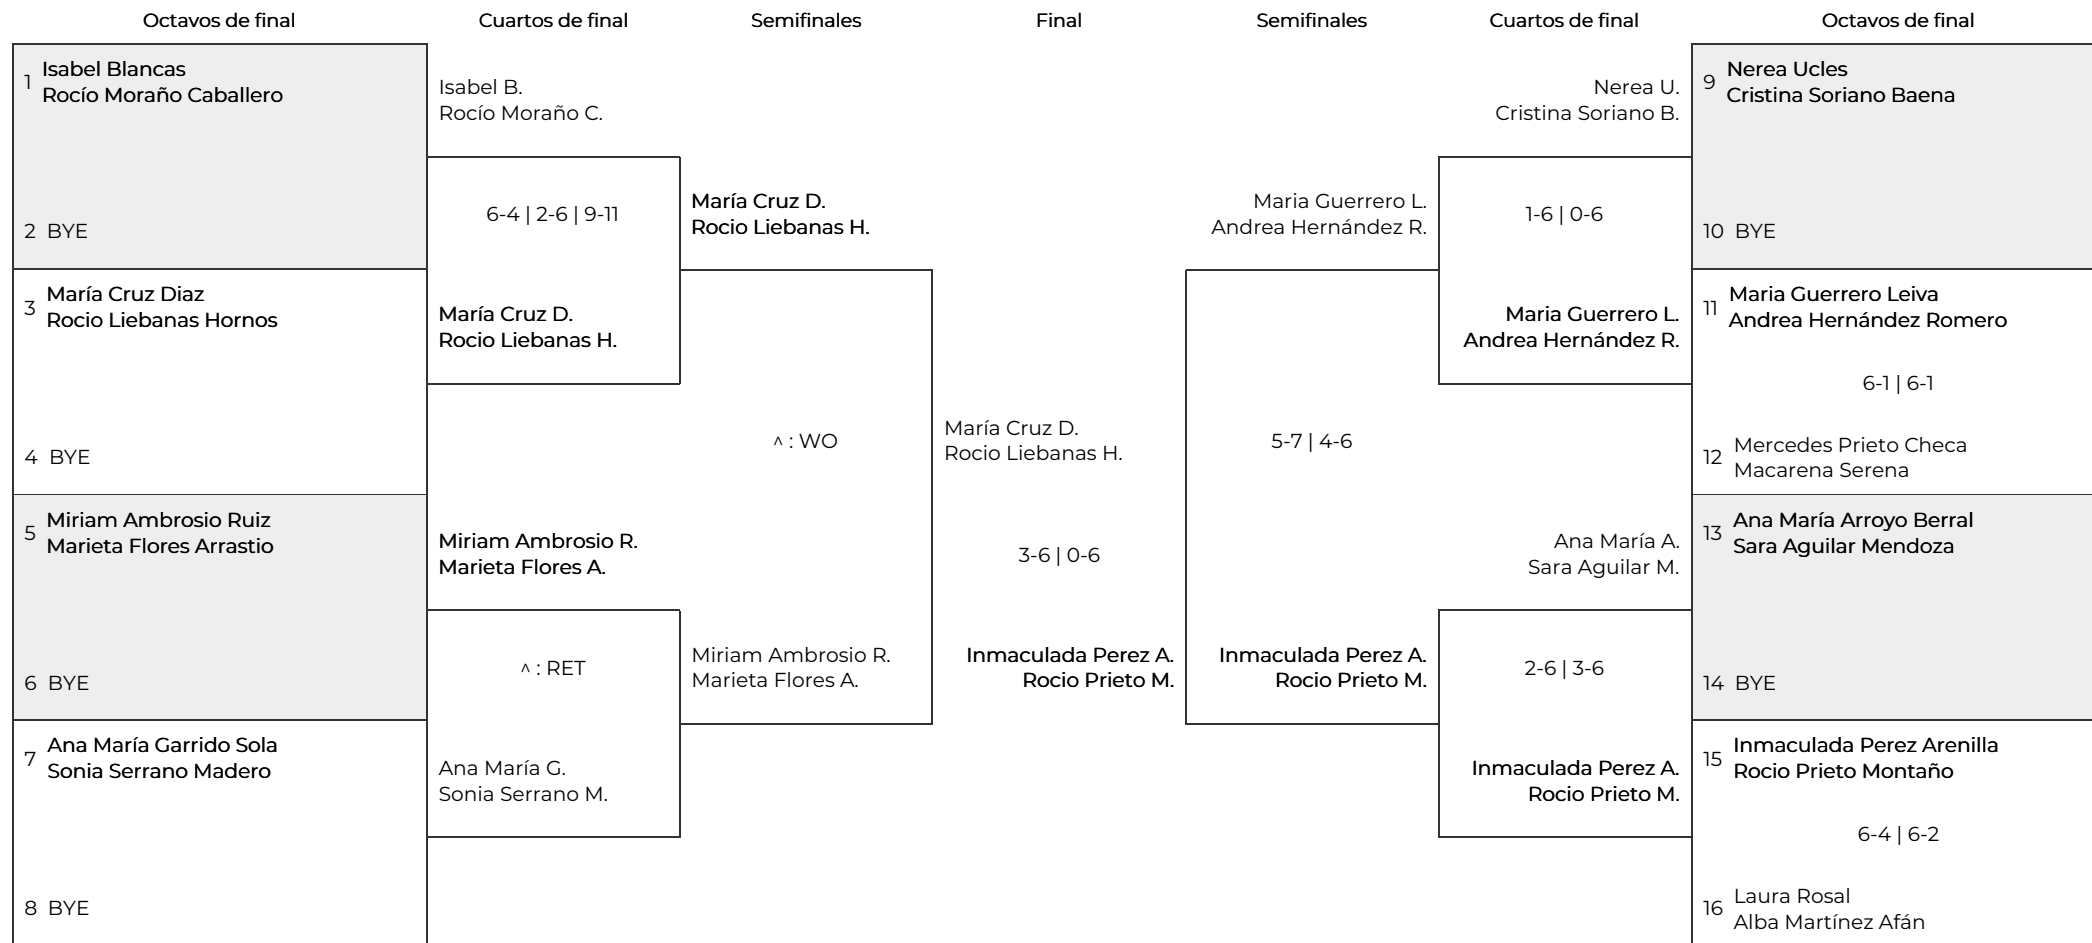 Octavos de final
Cuartos de final
Semifinales
Final
Semifinales
Cuartos de final
Octavos de final
1 Isabel Blancas
Rocío Moraño Caballero
2 BYE
3 María Cruz Diaz
Rocio Liebanas Hornos
4 BYE
5 Miriam Ambrosio Ruiz
Marieta Flores Arrastio
6 BYE
7 Ana María Garrido Sola
Sonia Serrano Madero
8 BYE
Isabel B.
Rocío Moraño C.
6-4 | 2-6 | 9-11
María Cruz D.
Rocio Liebanas H.
Miriam Ambrosio R.
Marieta Flores A.
^ : RET
Ana María G.
Sonia Serrano M.
María Cruz D.
Rocio Liebanas H.
^ : WO
Miriam Ambrosio R.
Marieta Flores A.
María Cruz D.
Rocio Liebanas H.
3-6 | 0-6
Inmaculada Perez A.
Rocio Prieto M.
Maria Guerrero L.
Andrea Hernández R.
5-7 | 4-6
Inmaculada Perez A.
Rocio Prieto M.
Nerea U.
Cristina Soriano B.
1-6 | 0-6
Maria Guerrero L.
Andrea Hernández R.
Ana María A.
Sara Aguilar M.
2-6 | 3-6
Inmaculada Perez A.
Rocio Prieto M.
9 Nerea Ucles
Cristina Soriano Baena
10 BYE
11 Maria Guerrero Leiva
Andrea Hernández Romero
6-1 | 6-1
12 Mercedes Prieto Checa
Macarena Serena
13 Ana María Arroyo Berral
Sara Aguilar Mendoza
14 BYE
15 Inmaculada Perez Arenilla
Rocio Prieto Montaño
6-4 | 6-2
16 Laura Rosal
Alba Martínez Afán